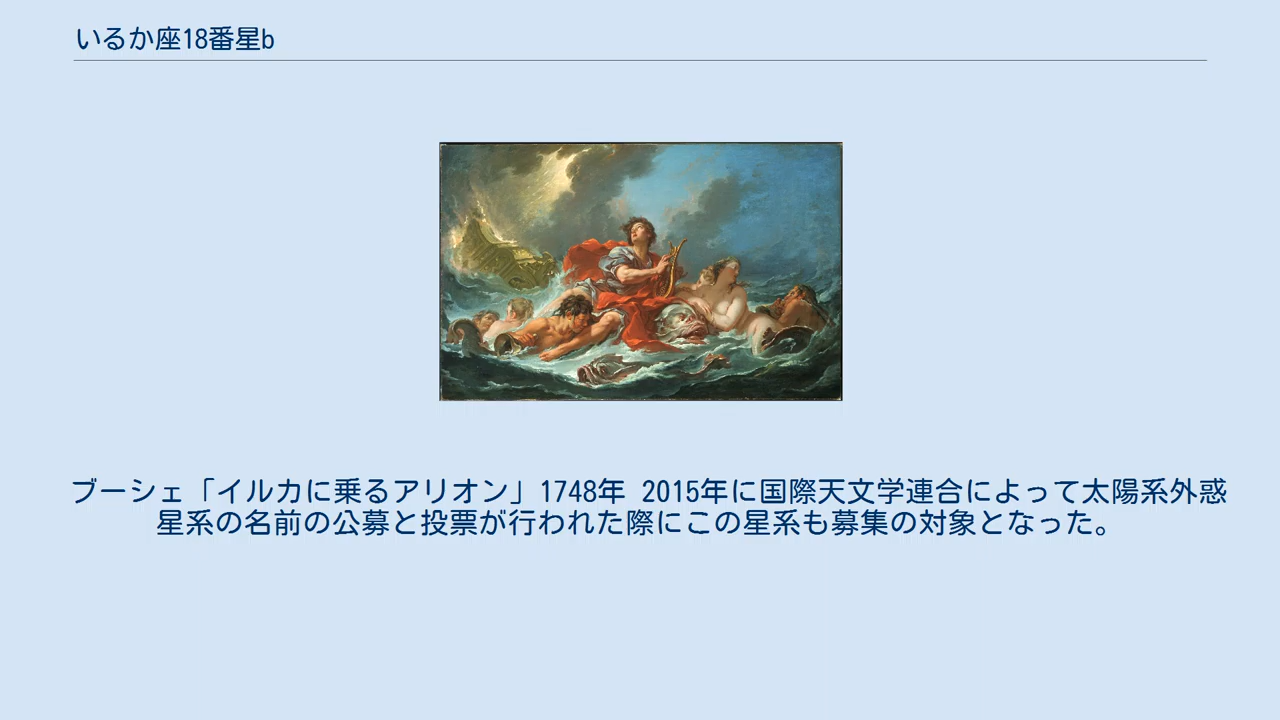 いるか座18番星b
ブーシェ「イルカに乗るアリオン」1748年 2015年に国際天文学連合によって太陽系外惑
星系の名前の公募と投票が行われた際にこの星系も募集の対象となった。